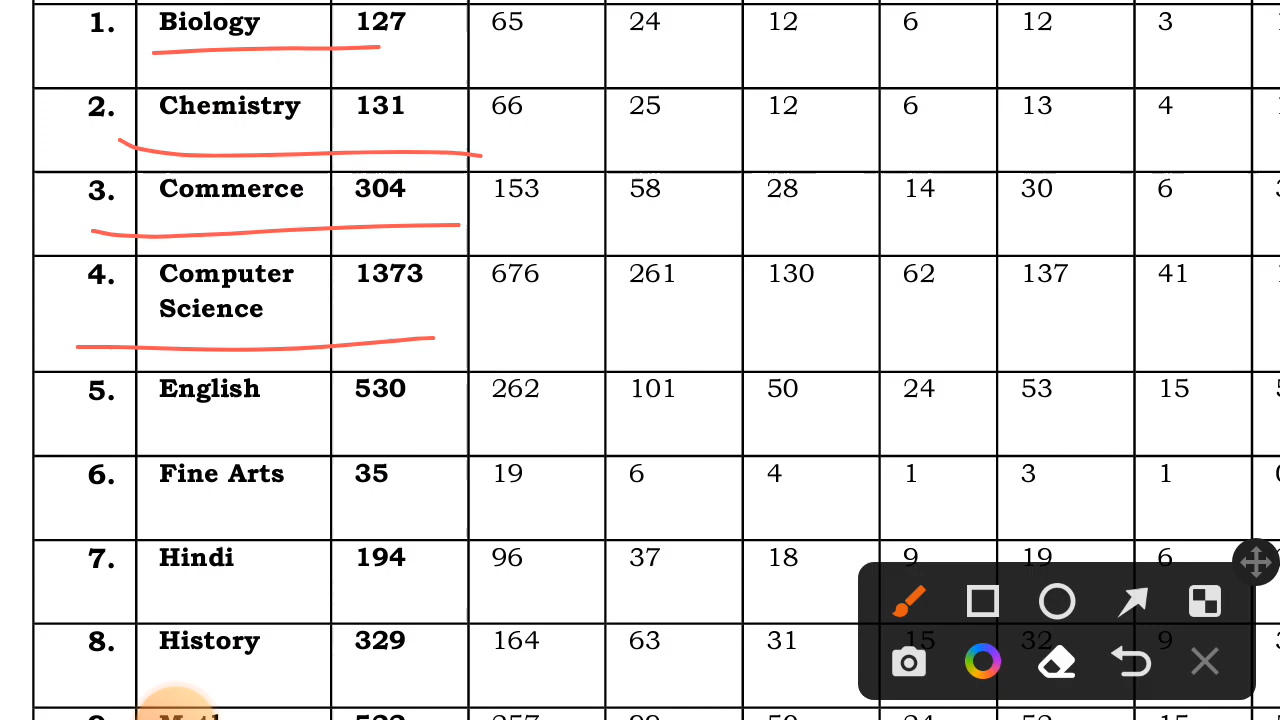 1. Biology 127 65 24 12 6 12 3
2. Chemistry 131 66 25 12 6 13 4
3. Commerce 304 153 58 28 14 30 6
4. Computer 1373 676 261 130 62 137 41
Science
5. English 530 262 101 50 24 53 15
6. Fine Arts 35 19 6 4 1 3 1
7. Hindi 194 96 37 18 9 19 6
8. History 329 164 63 31 15 32 9